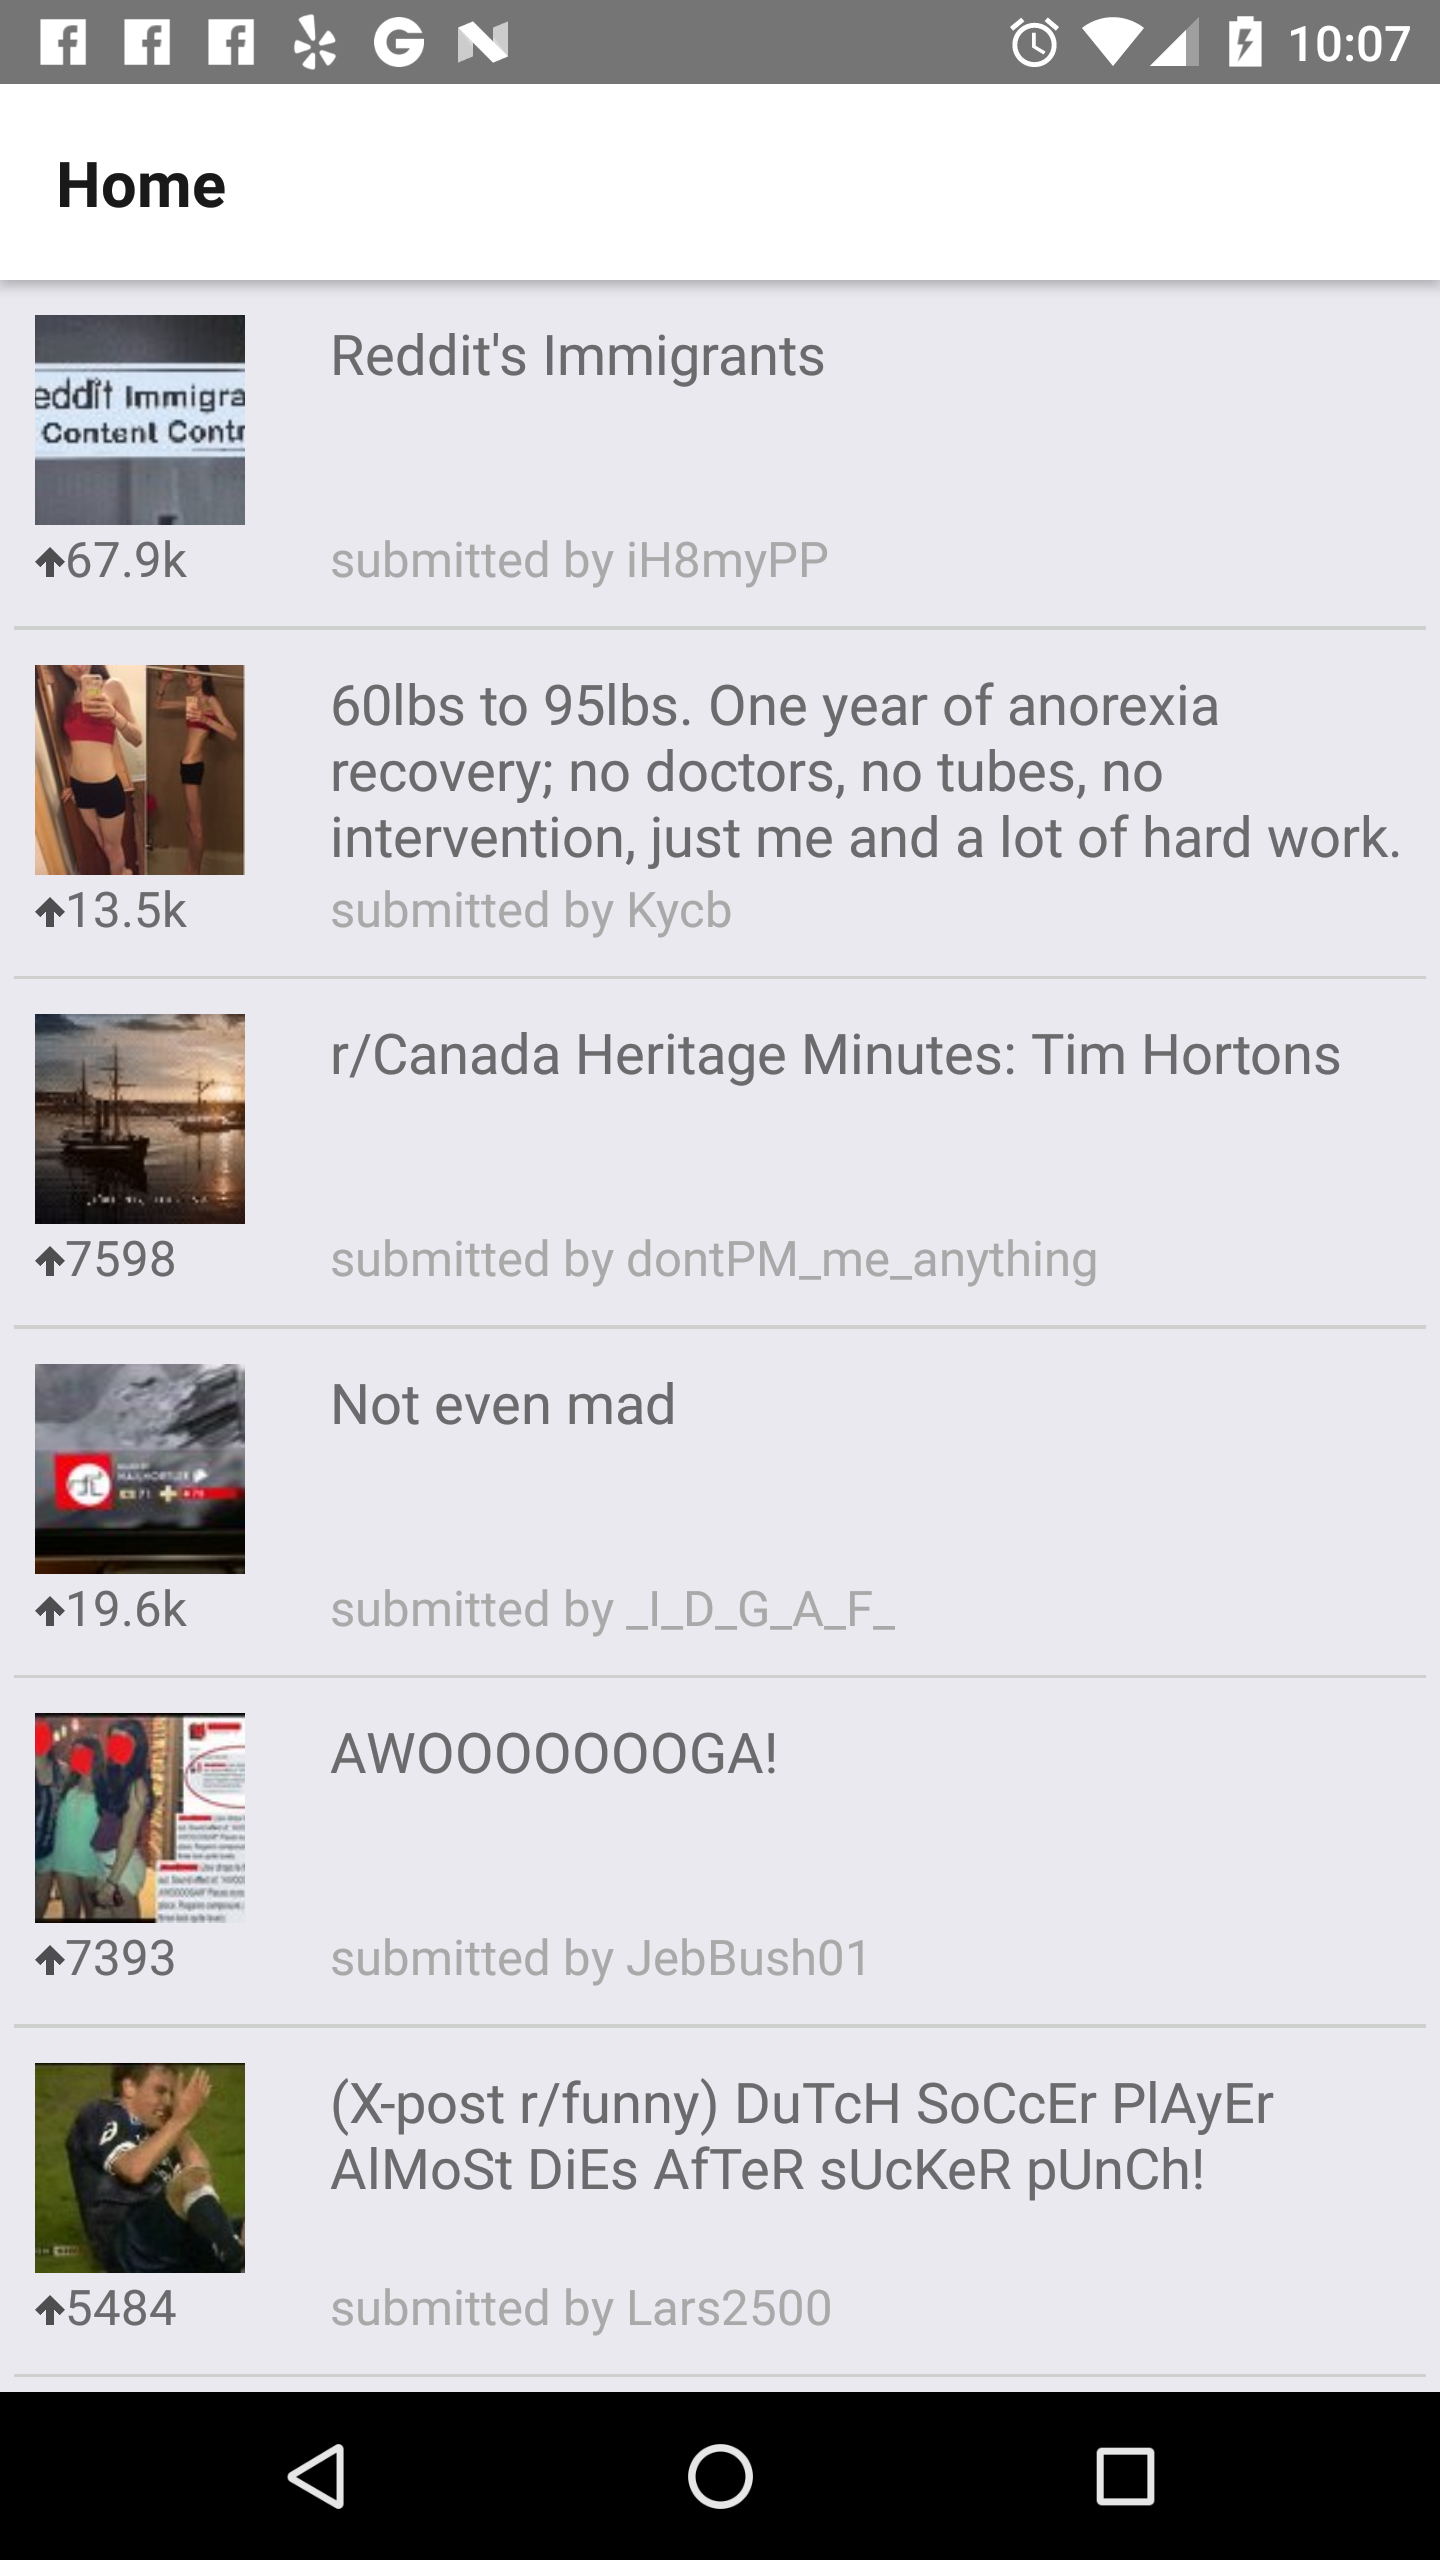 10:07
Home
eddit Immigra
Content Contr
Reddit's Immigrants
67.9k
submitted by iH8myPP
60lbs to 95lbs. One year of anorexia
recovery; no doctors, no tubes, no
intervention, just me and a lot of hard work.
13.5k
submitted by Kycb
r/Canada Heritage Minutes: Tim Hortons
7598
submitted by dontPM_me_anything
Not even mad
19.6k
submitted by _I_D_G_A_F_
AWOOOOOOOGA!
7393
submitted by JebBush01
(X-post r/funny) DuTcH SoCcEr PlAyEr
AlMoSt DiEs AfTeR sUcKeR pUnCh!
5484
submitted by Lars2500